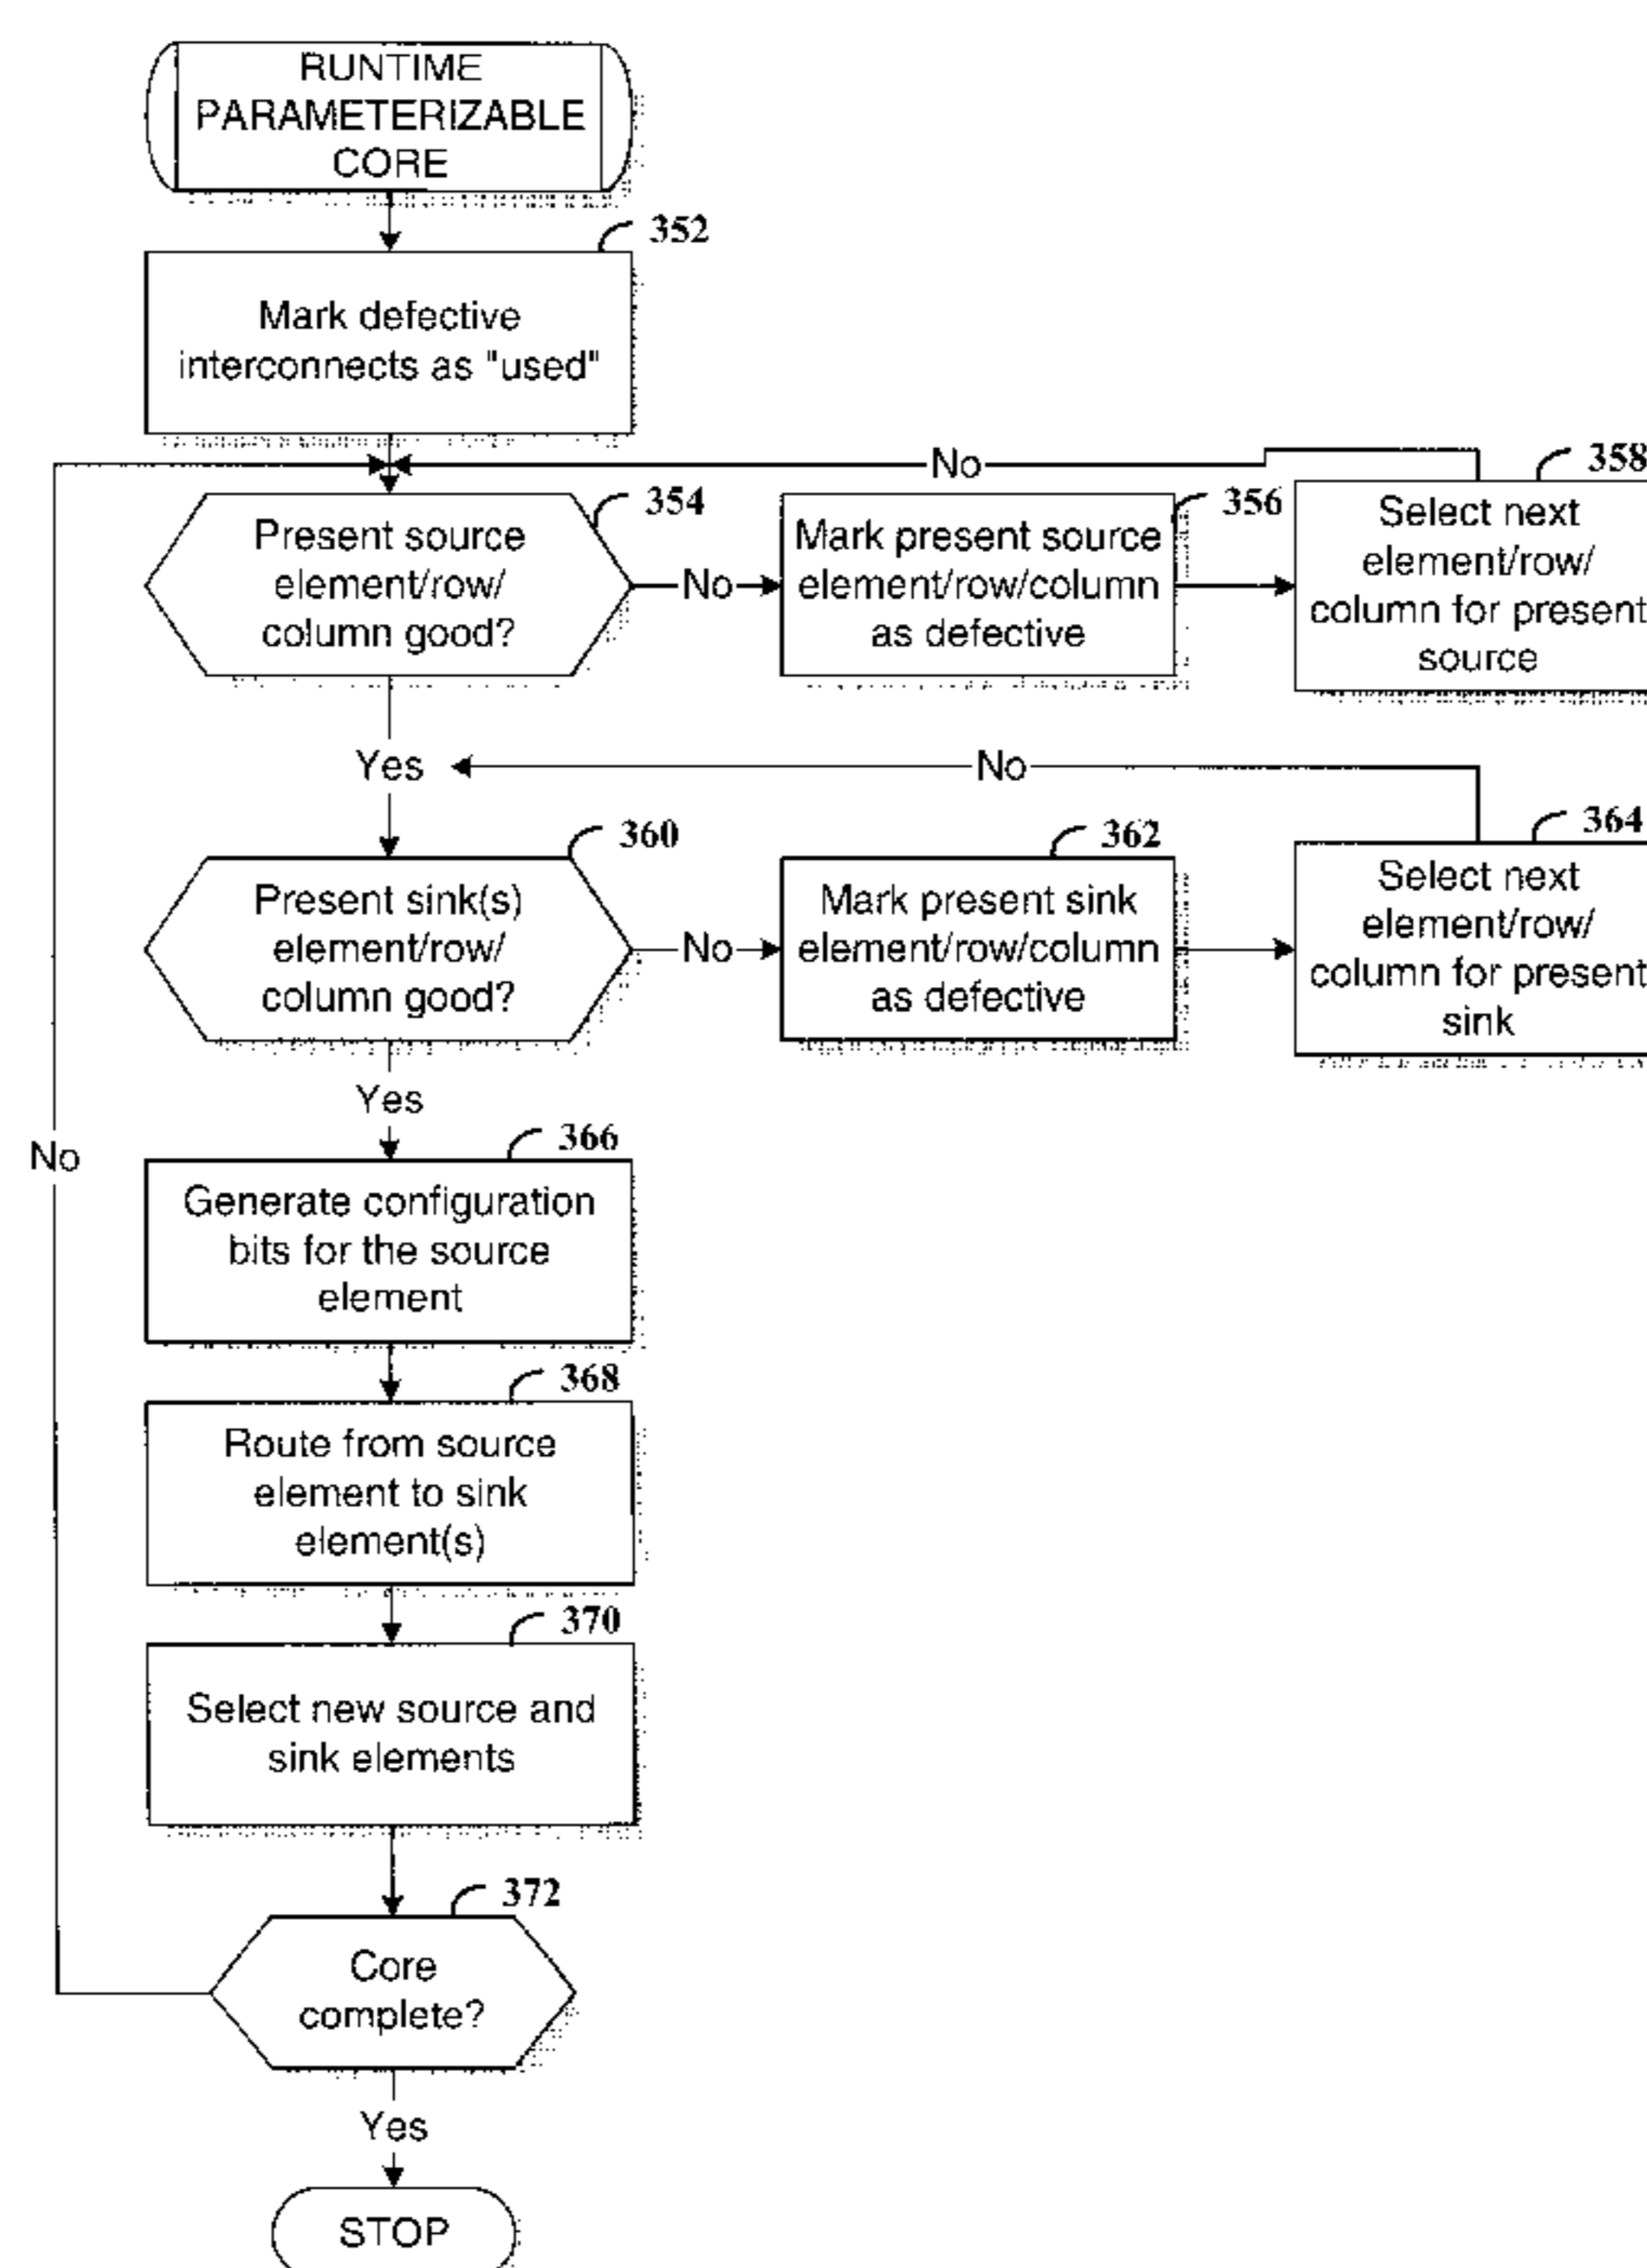 RUNTIME
PARAMETERIZABLE
CORE
352
Mark defective
interconnects as "used"
No
358
354
Present source
element/row/
column good?
No
356
Mark present source
element/row/column
as defective
Select next
element/row/
column for present
source
Yes
No
360
Present sink(s)
element/row/
column good?
No
362
Mark present sink
element/row/column
as defective
364
Select next
element/row/
column for present
sink
Yes
No
366
Generate configuration
bits for the source
element
368
Route from source
element to sink
element(s)
370
Select new source and
sink elements
372
Core
complete?
Yes
STOP